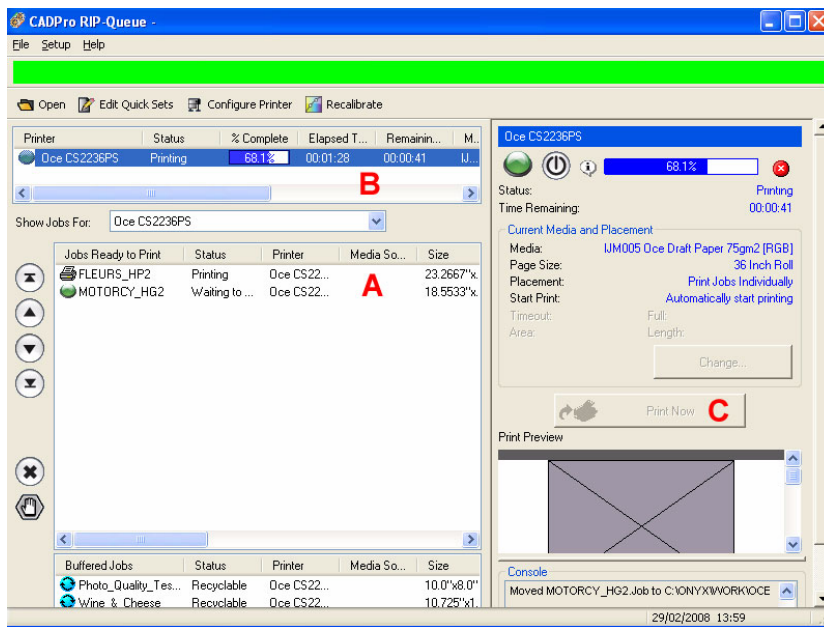 CADPro RIP-Queue -
File Setup Help
Open Edit Quick Sets Configure Printer Recalibrate
Printer Status % Complete Elapsed T... Remainin... M..
Oce CS2236PS Printing 68.1% 00:01:28 00:00:41 IJ...
B
Show Jobs For: Oce CS2236PS
Jobs Ready to Print Status Printer Media So... Size
FLEURS_HP2 Printing Oce CS22... 23.2667"x.
MOTORCY_HG2 Waiting to ... Oce CS22... 18.5533"x.
A
Buffered Jobs Status Printer Media So... Size
Photo_Quality_Tes... Recyclable Oce CS22... 10.0"x8.0"
Wine & Cheese Recyclable Oce CS22... 10.725"x1.
Oce CS2236PS
68.1%
Status: Printing
Time Remaining: 00:00:41
Current Media and Placement
Media: IJM005 Oce Draft Paper 75gm2 [RGB]
Page Size: 36 Inch Roll
Placement: Print Jobs Individually
Start Print: Automatically start printing
Timeout: Full:
Area: Length:
Change...
Print Now C
Print Preview
Console
Moved MOTORCY_HG2.Job to C:\ONYX\WORK\OCE
29/02/2008 13:59